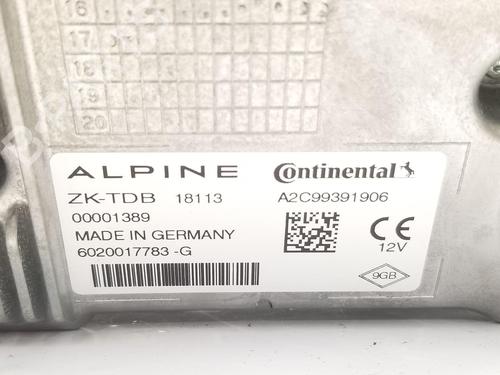 16
17
18
19
20
ALPINE Continental
ZK-TDB 18113 A2C99391906
00001389
MADE IN GERMANY
6020017783 -G
CE
12V
9GB